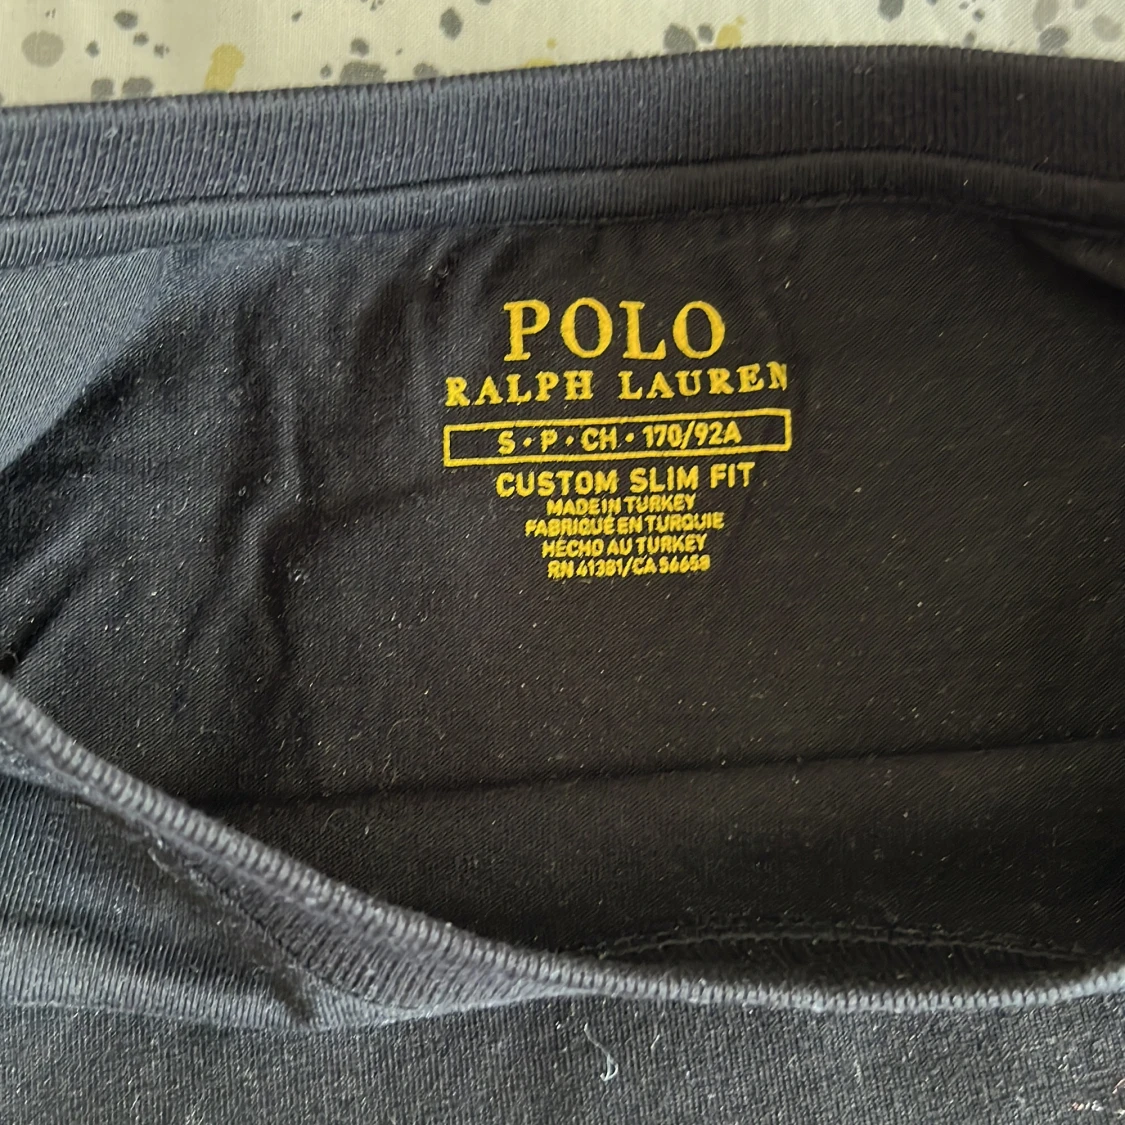 POLO
RALPH LAUREN
S • P • CH • 170/92A
CUSTOM SLIM FIT
MADE IN TURKEY
FABRIQUÉ EN TURQUIE
HECHO AU TURKEY
RN 41381/CA 56658